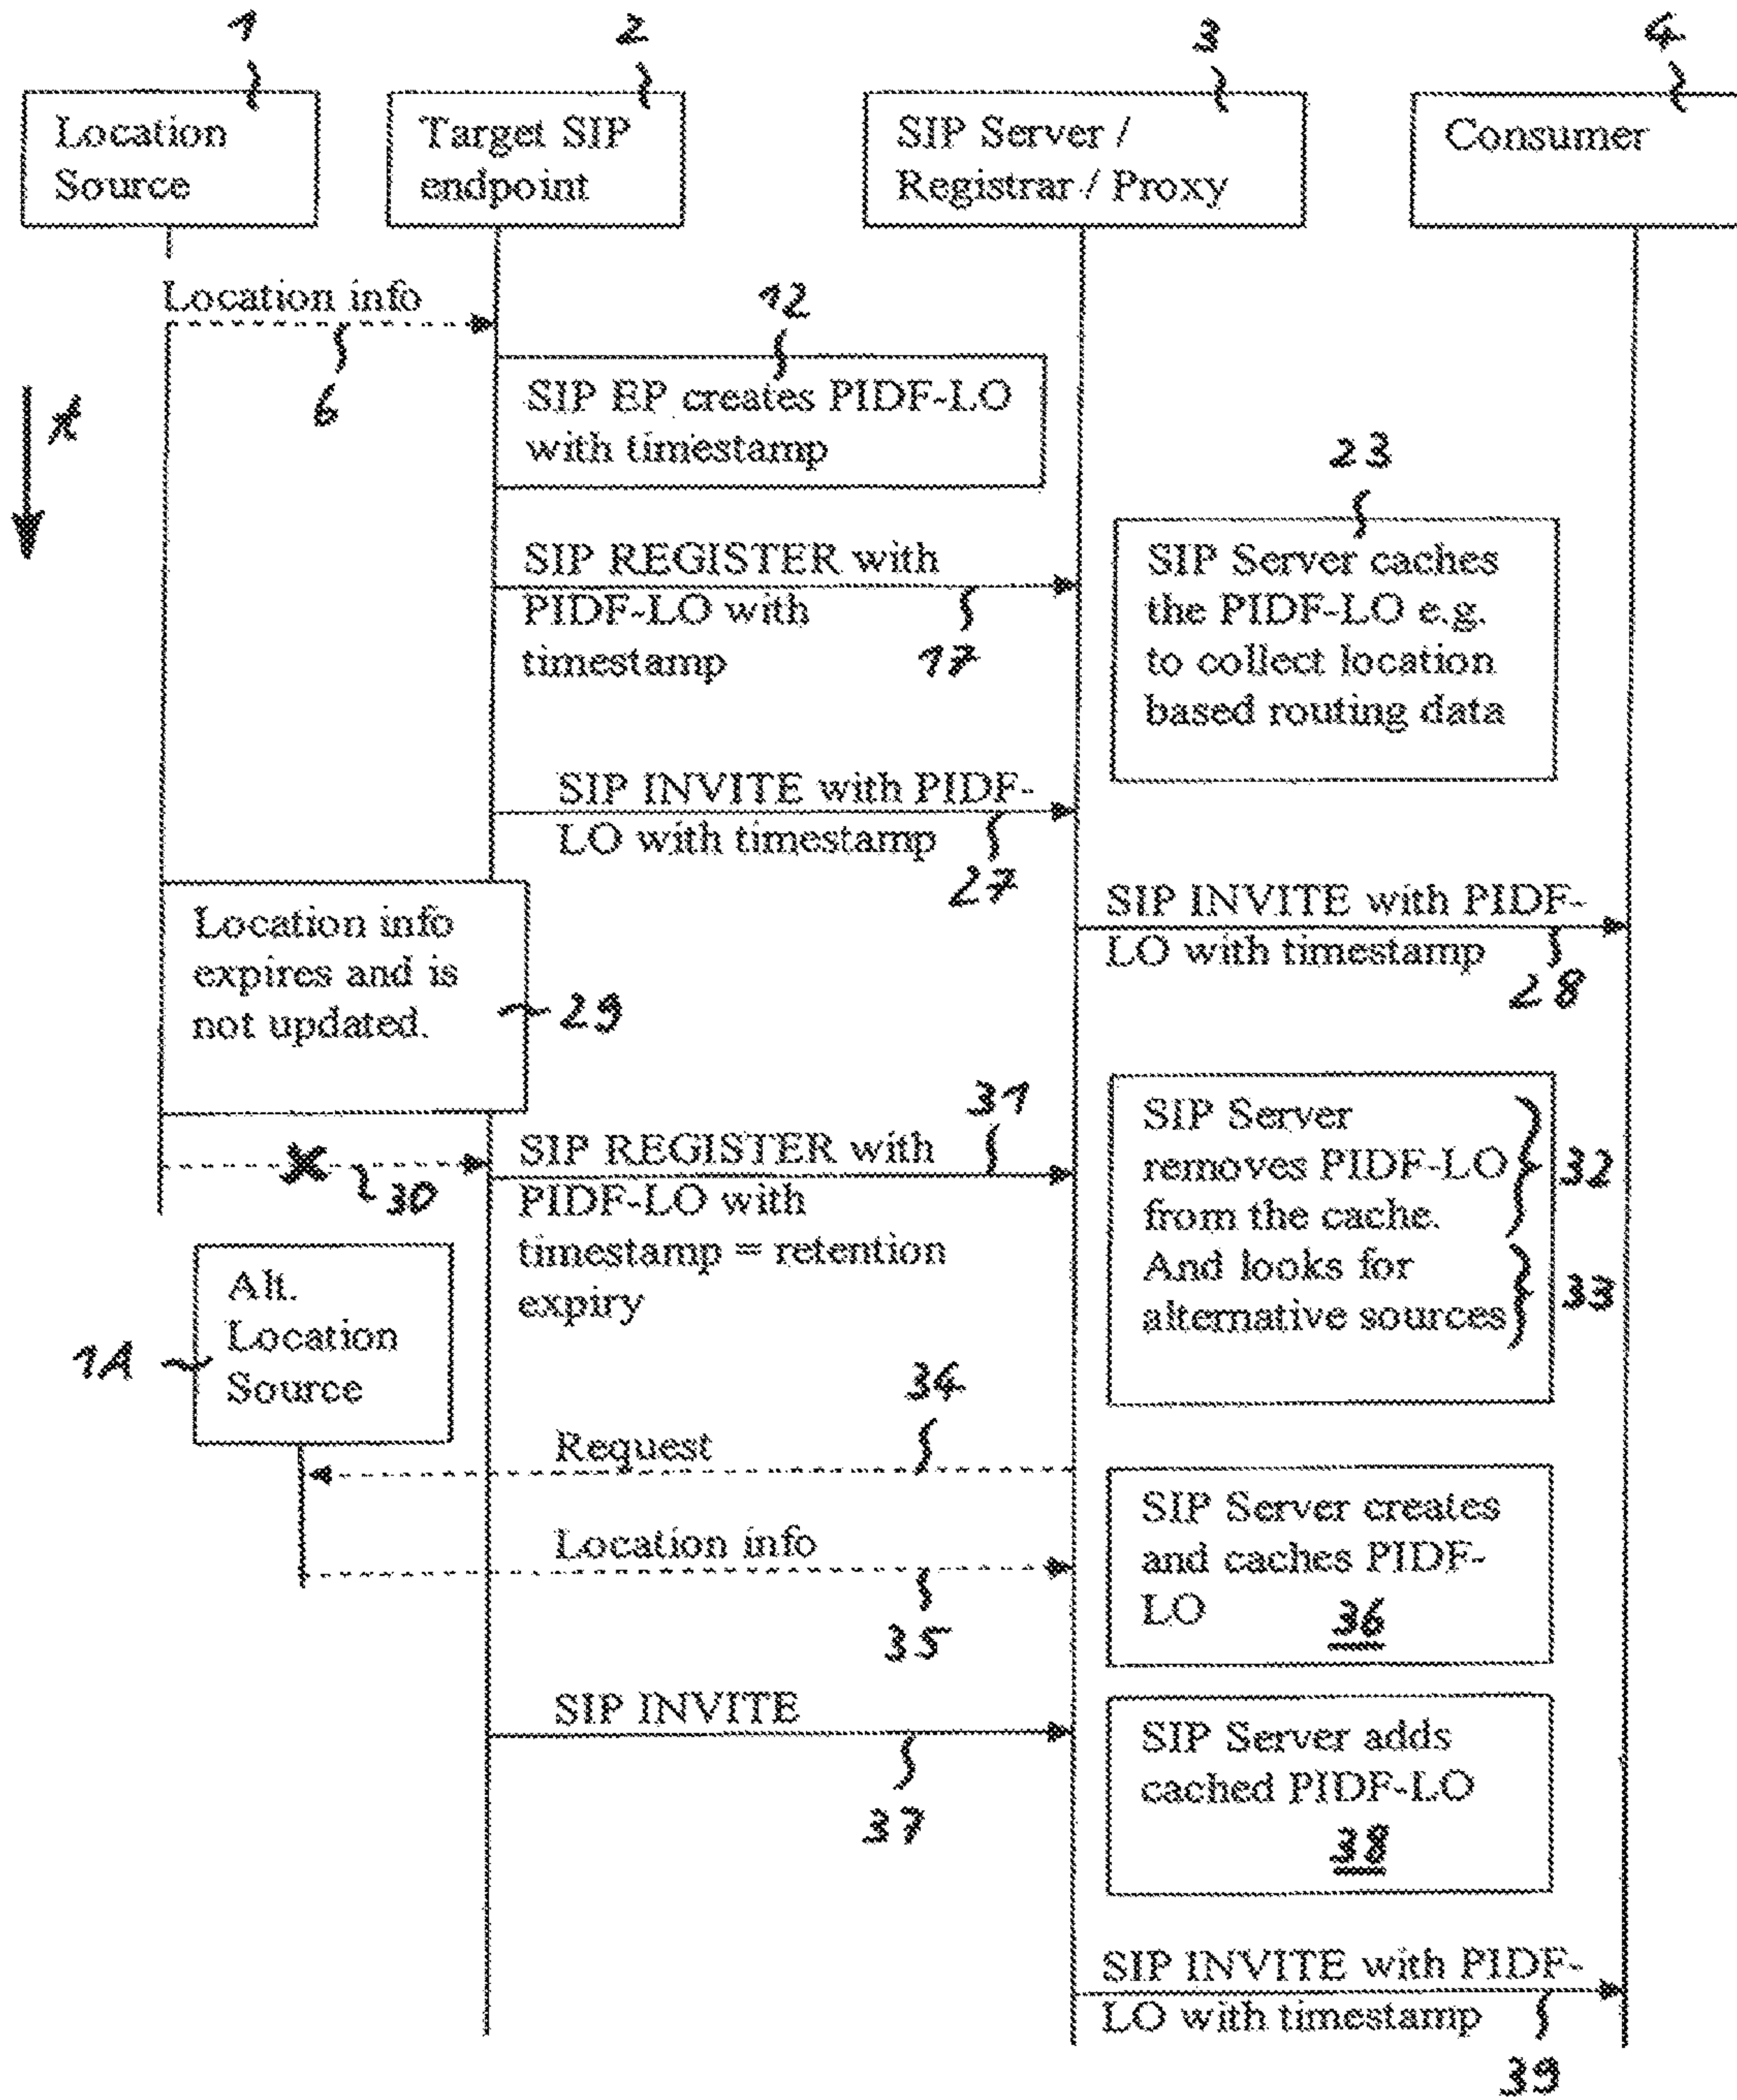 1
2
3
4
Location
Source
Target SIP
endpoint
SIP Server /
Registrar / Proxy
Consumer
Location info
6
12
t
SIP EP creates PIDF-LO
with timestamp
23
SIP REGISTER with
PIDF-LO with
timestamp
17
SIP Server caches
the PIDF-LO e.g.
to collect location
based routing data
SIP INVITE with PIDF-
LO with timestamp
27
Location info
expires and is
not updated.
29
SIP INVITE with PIDF-
LO with timestamp
28
31
30
SIP REGISTER with
PIDF-LO with
timestamp = retention
expiry
SIP Server
removes PIDF-LO
from the cache.
32
And looks for
alternative sources
33
Alt.
Location
Source
1A
34
Request
Location info
35
SIP Server creates
and caches PIDF-
LO
36
SIP INVITE
37
SIP Server adds
cached PIDF-LO
38
SIP INVITE with PIDF-
LO with timestamp
39